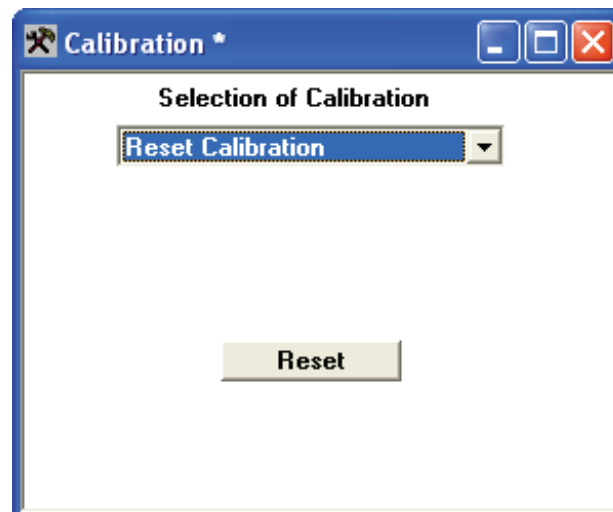 Calibration *
Selection of Calibration
Reset Calibration
Reset